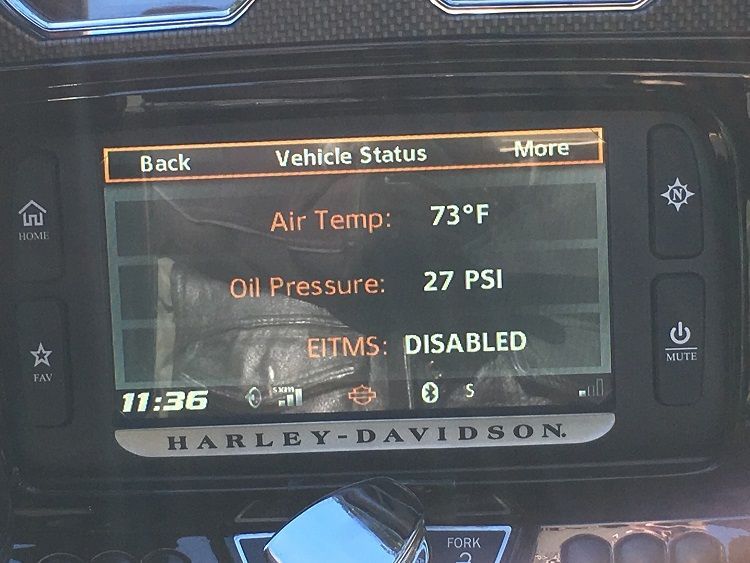 Back Vehicle Status More
Air Temp: 73°F
Oil Pressure: 27 PSI
EITMS: DISABLED
11:36 sxm S
HARLEY-DAVIDSON.
HOME
FAV
N
MUTE
FORK